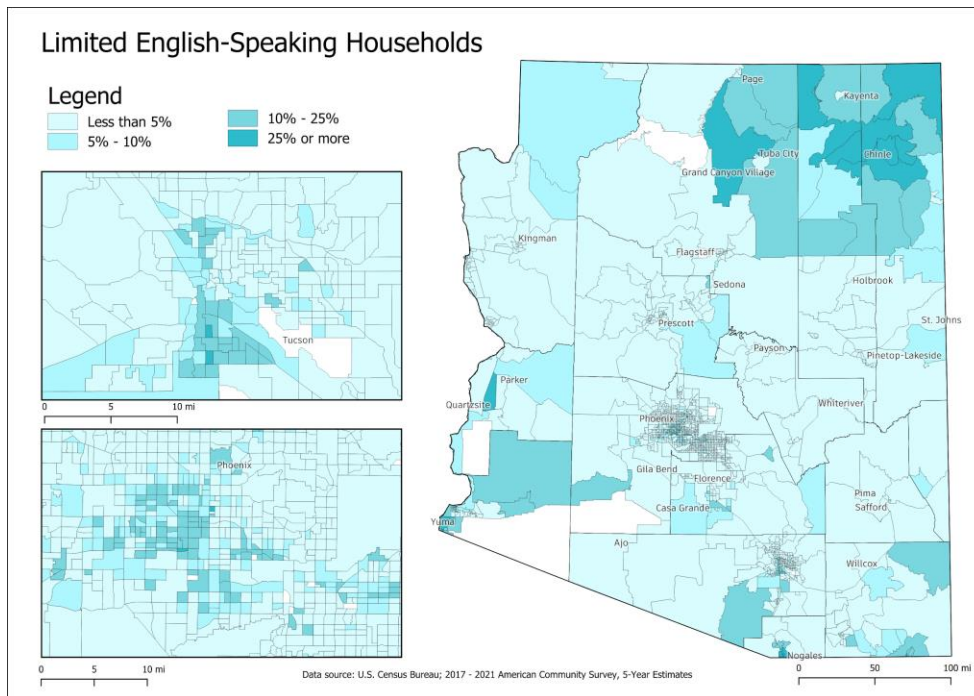 Limited English-Speaking Households
Legend
Less than 5%
5% - 10%
10% - 25%
25% or more
Tucson
0 5 10 mi
Phoenix
0 5 10 mi
Page
Kayenta
Tuba City
Chinle
Grand Canyon Village
Kingman
Flagstaff
Sedona
Holbrook
St. Johns
Prescott
Payson
Pinetop-Lakeside
Parker
Quartzsite
Whiteriver
Phoenix
Gila Bend
Florence
Pima
Safford
Casa Grande
Yuma
Ajo
Willcox
Nogales
0 50 100 mi
Data source: U.S. Census Bureau; 2017 - 2021 American Community Survey, 5-Year Estimates